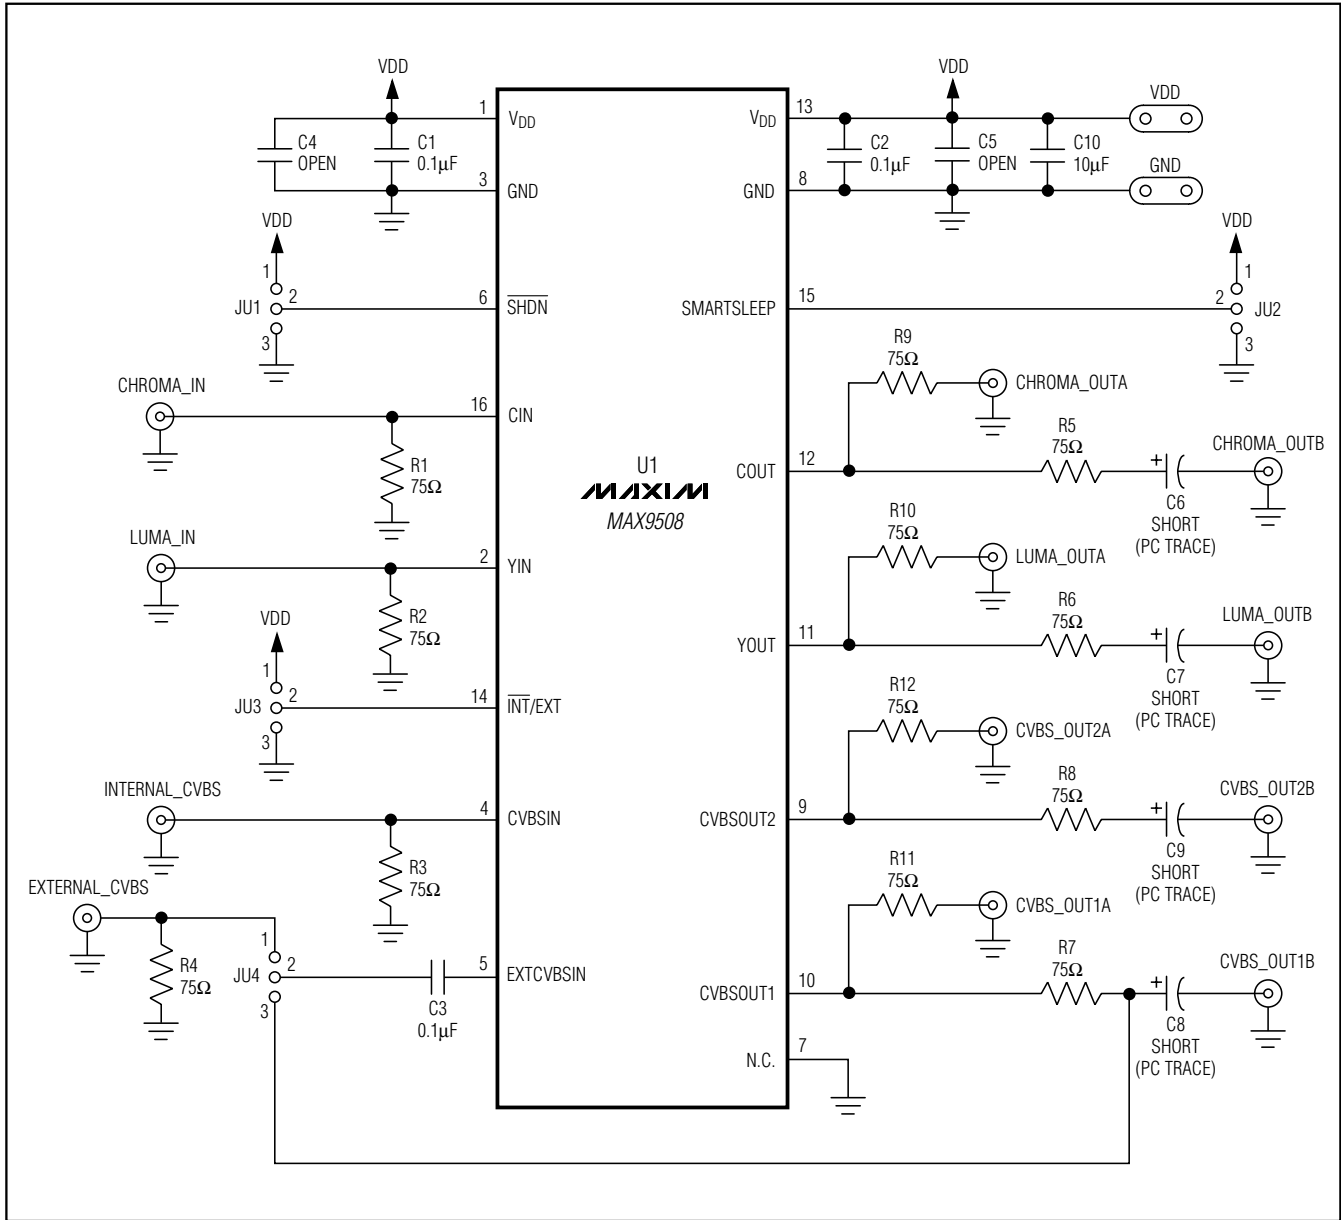 VDD
VDD
1
VDD
VDD
13
VDD
C4
OPEN
C1
0.1µF
C2
0.1µF
C5
OPEN
C10
10µF
3
GND
GND
8
GND
VDD
1
2
JU1
3
6
SHDN
SMARTSLEEP
15
VDD
1
2
JU2
3
R9
75Ω
CHROMA_OUTA
CHROMA_IN
16
CIN
R1
75Ω
U1
MAXIM
MAX9508
COUT
12
R5
75Ω
+
C6
SHORT
(PC TRACE)
CHROMA_OUTB
R10
75Ω
LUMA_OUTA
LUMA_IN
2
YIN
R2
75Ω
YOUT
11
R6
75Ω
+
C7
SHORT
(PC TRACE)
LUMA_OUTB
VDD
1
2
JU3
3
14
INT/EXT
R12
75Ω
CVBS_OUT2A
INTERNAL_CVBS
4
CVBSIN
R3
75Ω
CVBSOUT2
9
R8
75Ω
+
C9
SHORT
(PC TRACE)
CVBS_OUT2B
EXTERNAL_CVBS
R4
75Ω
1
2
JU4
3
C3
0.1µF
5
EXTCVBSIN
R11
75Ω
CVBS_OUT1A
CVBSOUT1
10
R7
75Ω
+
C8
SHORT
(PC TRACE)
CVBS_OUT1B
N.C.
7